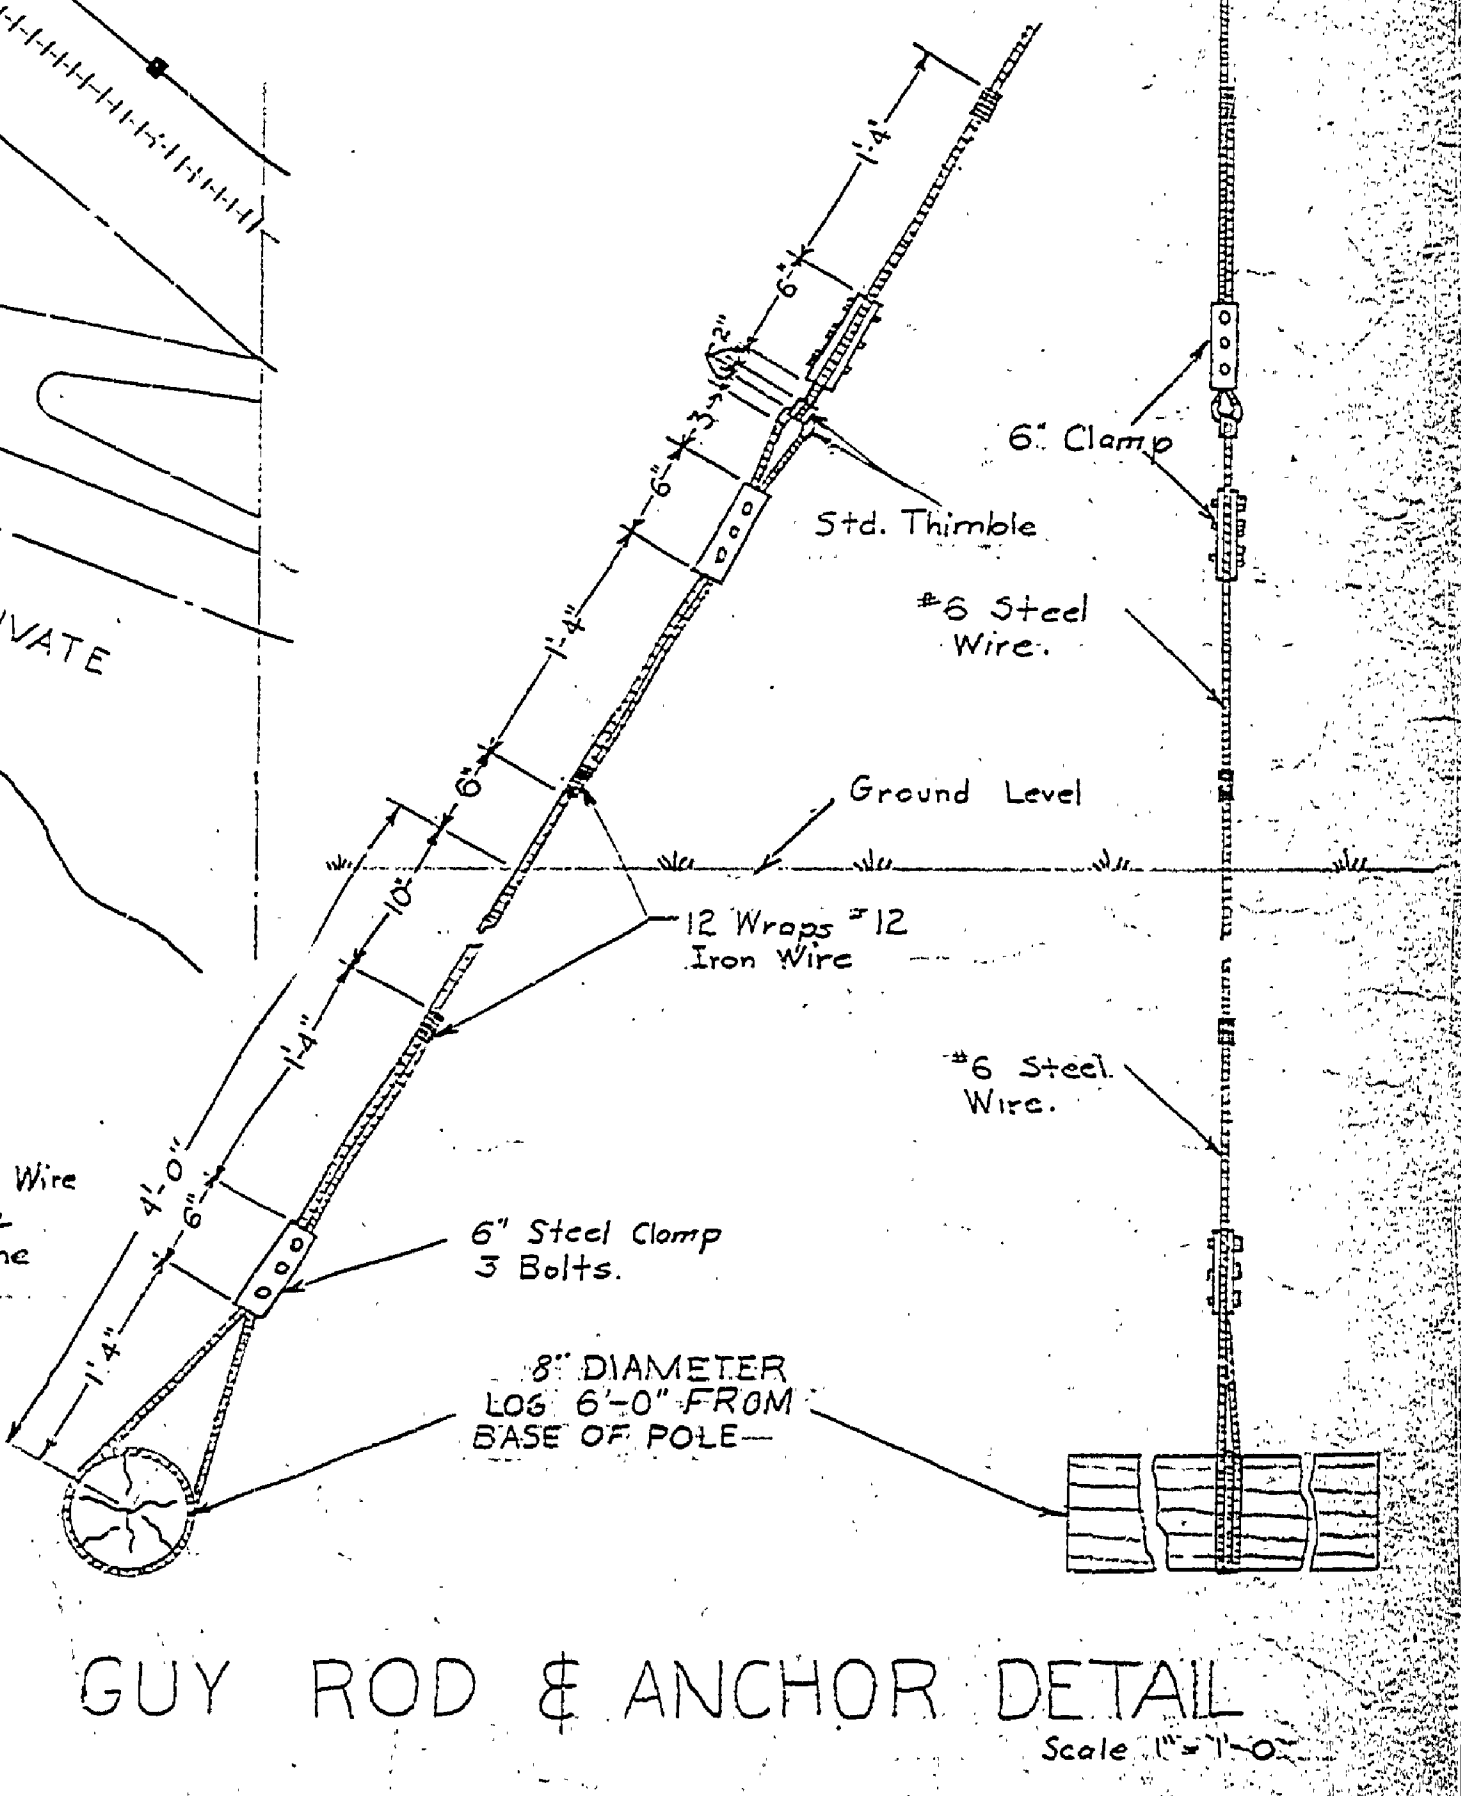 1'-4"
6"
2"
3
6"
1'-4"
6"
10"
1'-4"
4'-0"
6"
1'-4"
6" Clamp
Std. Thimble
#6 Steel
Wire.
Ground Level
12 Wraps #12
Iron Wire
#6 Steel
Wire.
Wire
6" Steel Clamp
3 Bolts.
8" DIAMETER
LOG 6'-0" FROM
BASE OF POLE—
GUY ROD & ANCHOR DETAIL
Scale 1" = 1'-0"